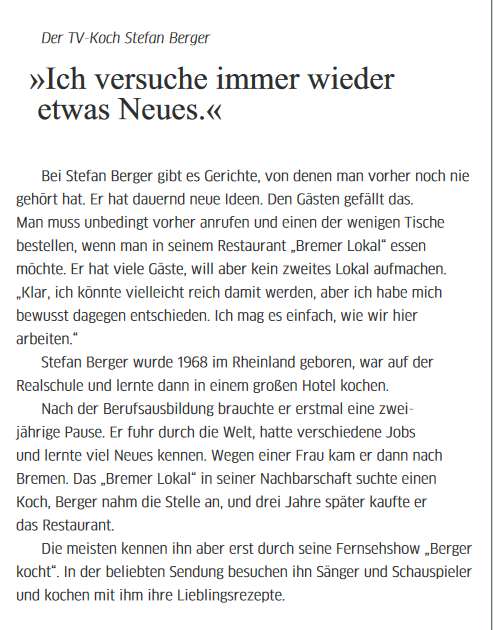 Der TV-Koch Stefan Berger
»Ich versuche immer wieder
etwas Neues.«
Bei Stefan Berger gibt es Gerichte, von denen man vorher noch nie
gehört hat. Er hat dauernd neue Ideen. Den Gästen gefällt das.
Man muss unbedingt vorher anrufen und einen der wenigen Tische
bestellen, wenn man in seinem Restaurant „Bremer Lokal“ essen
möchte. Er hat viele Gäste, will aber kein zweites Lokal aufmachen.
„Klar, ich könnte vielleicht reich damit werden, aber ich habe mich
bewusst dagegen entschieden. Ich mag es einfach, wie wir hier
arbeiten.“
Stefan Berger wurde 1968 im Rheinland geboren, war auf der
Realschule und lernte dann in einem großen Hotel kochen.
Nach der Berufsausbildung brauchte er erstmal eine zwei-
jährige Pause. Er fuhr durch die Welt, hatte verschiedene Jobs
und lernte viel Neues kennen. Wegen einer Frau kam er dann nach
Bremen. Das „Bremer Lokal“ in seiner Nachbarschaft suchte einen
Koch, Berger nahm die Stelle an, und drei Jahre später kaufte er
das Restaurant.
Die meisten kennen ihn aber erst durch seine Fernsehshow „Berger
kocht“. In der beliebten Sendung besuchen ihn Sänger und Schauspieler
und kochen mit ihm ihre Lieblingsrezepte.